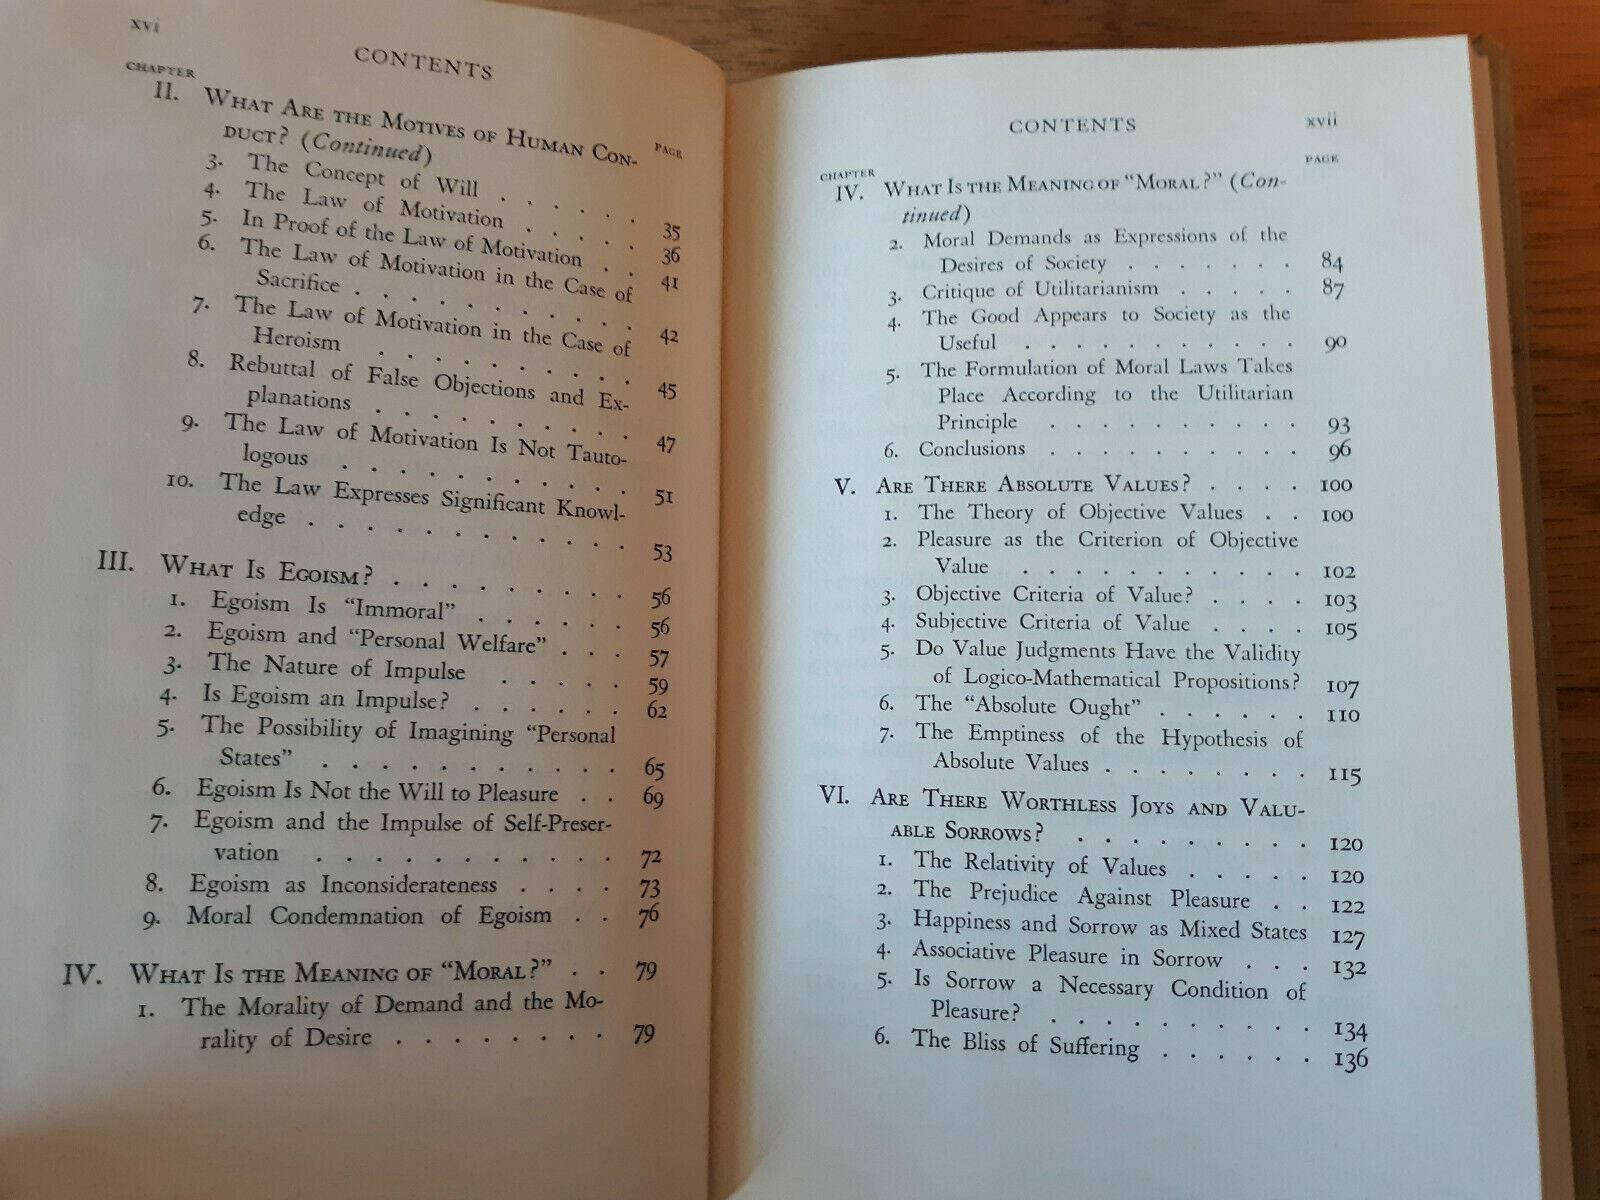 xvi
CONTENTS
CHAPTER
II. WHAT ARE THE MOTIVES OF HUMAN CON-
DUCT? (Continued) PAGE
3. The Concept of Will . . . . . . 35
4. The Law of Motivation . . . . . 36
5. In Proof of the Law of Motivation . . 41
6. The Law of Motivation in the Case of
Sacrifice . . . . . . . . . . 42
7. The Law of Motivation in the Case of
Heroism . . . . . . . . . 45
8. Rebuttal of False Objections and Ex-
planations . . . . . . . . . 47
9. The Law of Motivation Is Not Tauto-
logous . . . . . . . . . . 51
10. The Law Expresses Significant Knowl-
edge . . . . . . . . . . . 53
III. WHAT IS EGOISM? . . . . . . . . . 56
1. Egoism Is “Immoral” . . . . . . 56
2. Egoism and “Personal Welfare” . . . 57
3. The Nature of Impulse . . . . . 59
4. Is Egoism an Impulse? . . . . . . 62
5. The Possibility of Imagining “Personal
States” . . . . . . . . . . . 65
6. Egoism Is Not the Will to Pleasure . . 69
7. Egoism and the Impulse of Self-Preser-
vation . . . . . . . . . . . 72
8. Egoism as Inconsiderateness . . . . 73
9. Moral Condemnation of Egoism . . 76
IV. WHAT IS THE MEANING OF “MORAL?” . . 79
1. The Morality of Demand and the Mo-
rality of Desire . . . . . . . . 79
CONTENTS xvii
PAGE
CHAPTER
IV. WHAT IS THE MEANING OF “MORAL?” (Con-
tinued)
2. Moral Demands as Expressions of the
Desires of Society . . . . . . . 84
3. Critique of Utilitarianism . . . . . 87
4. The Good Appears to Society as the
Useful . . . . . . . . . . . 90
5. The Formulation of Moral Laws Takes
Place According to the Utilitarian
Principle . . . . . . . . . . 93
6. Conclusions . . . . . . . . . . 96
V. ARE THERE ABSOLUTE VALUES? . . . . 100
1. The Theory of Objective Values . . 100
2. Pleasure as the Criterion of Objective
Value . . . . . . . . . . . 102
3. Objective Criteria of Value? . . . . 103
4. Subjective Criteria of Value . . . . 105
5. Do Value Judgments Have the Validity
of Logico-Mathematical Propositions? 107
6. The “Absolute Ought” . . . . . . 110
7. The Emptiness of the Hypothesis of
Absolute Values . . . . . . . . 115
VI. ARE THERE WORTHLESS JOYS AND VALU-
ABLE SORROWS? . . . . . . . . . 120
1. The Relativity of Values . . . . . 120
2. The Prejudice Against Pleasure . . 122
3. Happiness and Sorrow as Mixed States 127
4. Associative Pleasure in Sorrow . . . 132
5. Is Sorrow a Necessary Condition of
Pleasure? . . . . . . . . . . 134
6. The Bliss of Suffering . . . . . . 136